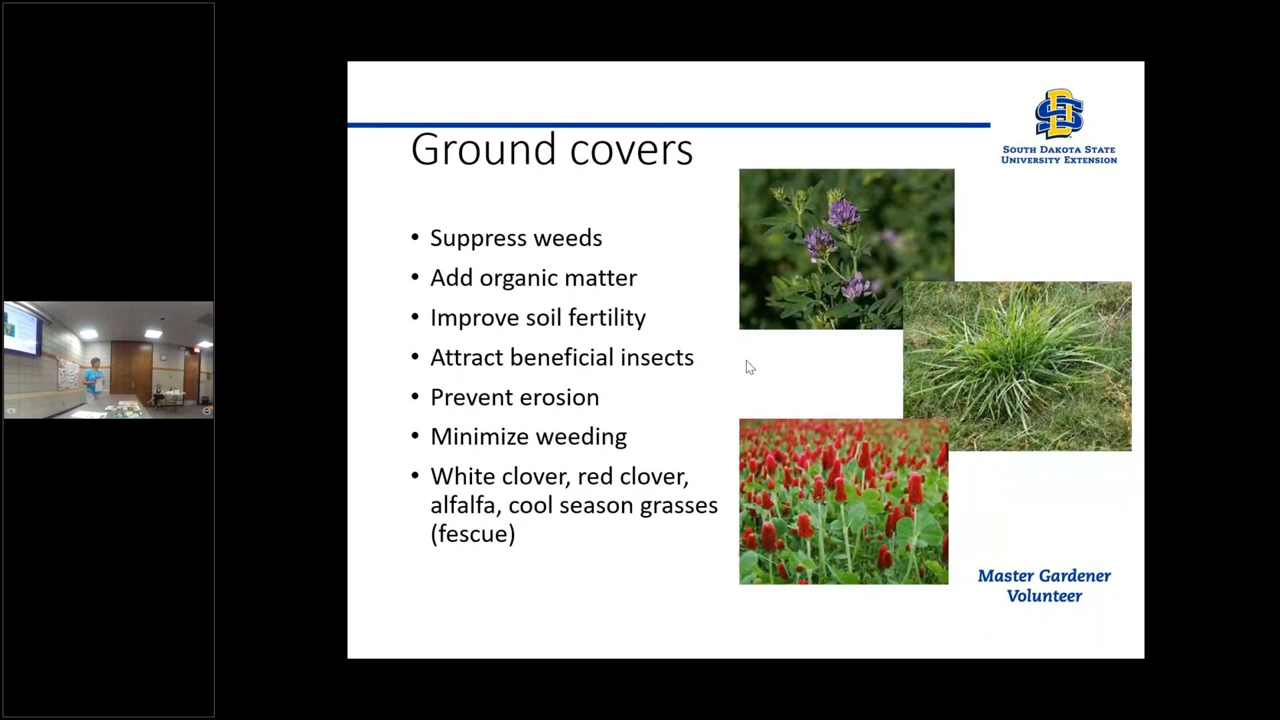 SOUTH DAKOTA STATE
UNIVERSITY EXTENSION
Ground covers
• Suppress weeds
• Add organic matter
• Improve soil fertility
• Attract beneficial insects
• Prevent erosion
• Minimize weeding
• White clover, red clover,
alfalfa, cool season grasses
(fescue)
Master Gardener
Volunteer